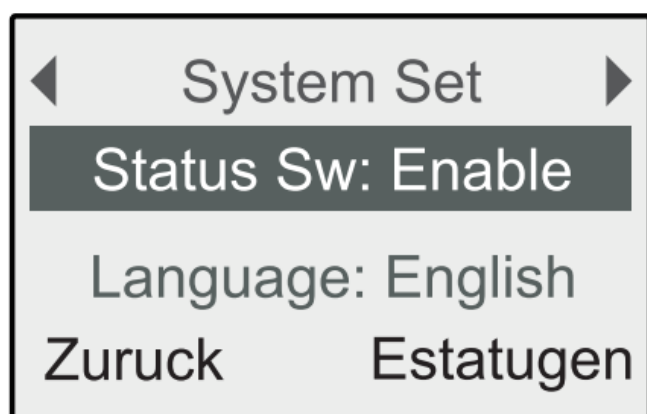 System Set
Status Sw: Enable
Language: English
Zuruck Estatugen